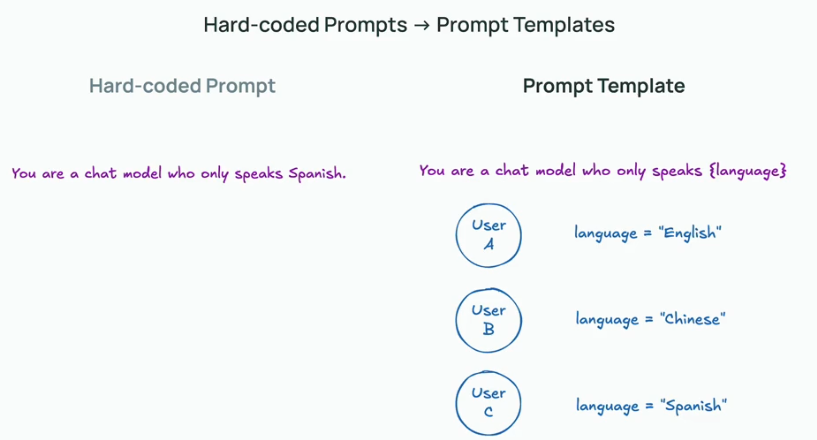 Hard-coded Prompts → Prompt Templates
Hard-coded Prompt
Prompt Template
You are a chat model who only speaks Spanish.
You are a chat model who only speaks {language}
User
A
language = "English"
User
B
language = "Chinese"
User
C
language = "Spanish"